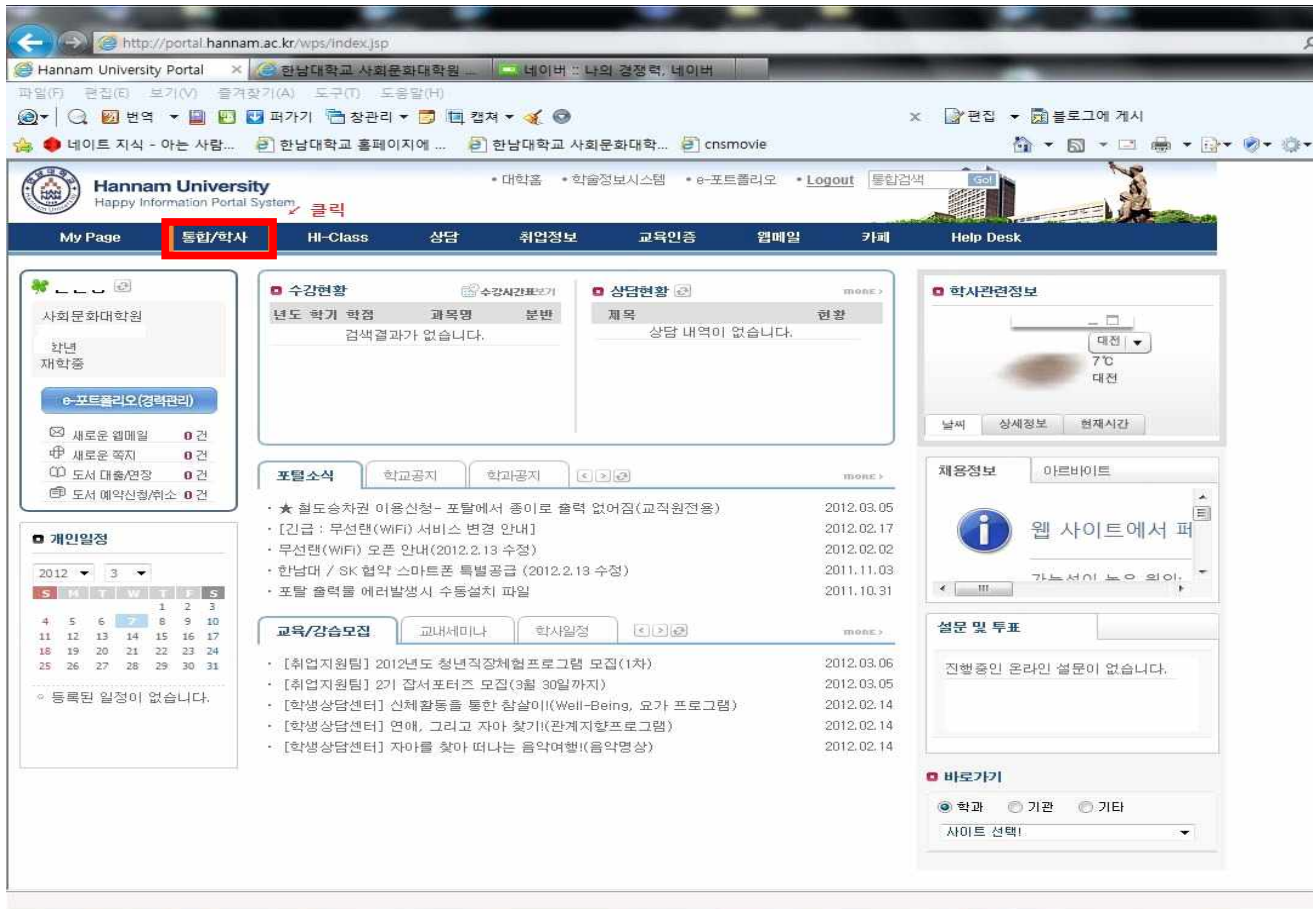 http://portal.hannam.ac.kr/wps/index.jsp
Hannam University Portal × 한남대학교 사회문화대학원 ... 네이버 :: 나의 경쟁력, 네이버
파일(F) 편집(E) 보기(V) 즐겨찾기(A) 도구(T) 도움말(H)
번역 퍼가기 창관리 캡쳐 × 편집 블로그에 게시
네이트 지식 - 아는 사람... 한남대학교 홈페이지에 ... 한남대학교 사회문화대학... cnsmovie
Hannam University
Happy Information Portal System
클릭
•대학홈 •학술정보시스템 •e-포트폴리오 •Logout 통합검색 Go!
My Page 통합/학사 HI-Class 상담 취업정보 교육인증 웹메일 카페 Help Desk
사회문화대학원
학년
재학중
e-포트폴리오(경력관리)
새로운 웹메일 0 건
새로운 쪽지 0 건
도서 대출/연장 0 건
도서 예약신청/취소 0 건
개인일정
2012 3
S M T W T F S
1 2 3
4 5 6 7 8 9 10
11 12 13 14 15 16 17
18 19 20 21 22 23 24
25 26 27 28 29 30 31
등록된 일정이 없습니다.
수강현황 수강시간표보기
년도 학기 학점 과목명 분반
검색결과가 없습니다.
상담현황 more >
제목 현황
상담 내역이 없습니다.
포털소식 학교공지 학과공지 < > more >
· ★ 철도승차권 이용신청- 포탈에서 종이로 출력 없어짐(교직원전용) 2012.03.05
· [긴급 : 무선랜(WiFi) 서비스 변경 안내] 2012.02.17
· 무선랜(WiFi) 오픈 안내(2012.2.13 수정) 2012.02.02
· 한남대 / SK 협약 스마트폰 특별공급 (2012.2.13 수정) 2011.11.03
· 포탈 출력물 에러발생시 수동설치 파일 2011.10.31
교육/강습모집 교내세미나 학사일정 < > more >
· [취업지원팀] 2012년도 청년직장체험프로그램 모집(1차) 2012.03.06
· [취업지원팀] 2기 잡서포터즈 모집(3월 30일까지) 2012.03.05
· [학생상담센터] 신체활동을 통한 참살이!(Well-Being, 요가 프로그램) 2012.02.14
· [학생상담센터] 연애, 그리고 자아 찾기!(관계지향프로그램) 2012.02.14
· [학생상담센터] 자아를 찾아 떠나는 음악여행!(음악명상) 2012.02.14
학사관련정보
대전
7℃
대전
날씨 상세정보 현재시간
채용정보 아르바이트
웹 사이트에서 퍼
설문 및 투표
진행중인 온라인 설문이 없습니다.
바로가기
학과 기관 기타
사이트 선택!